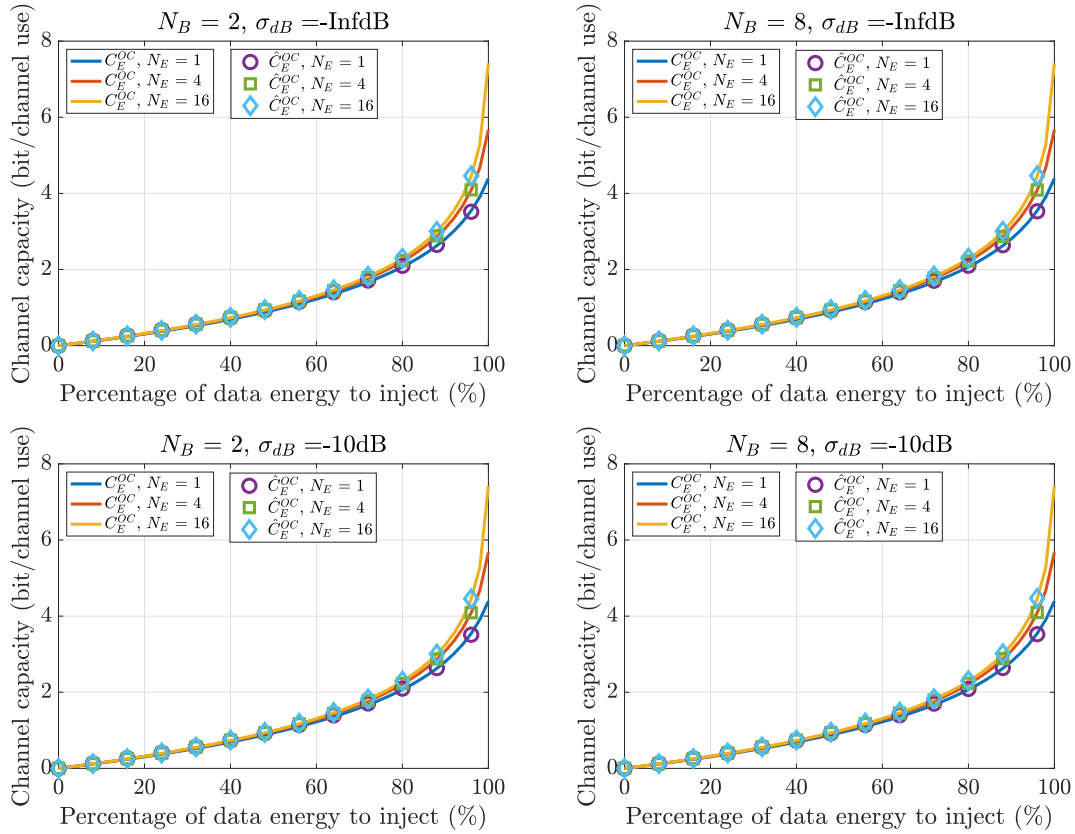 N_B = 2, σ_dB =-InfdB
Channel capacity (bit/channel use)
8
6
4
2
0
C_E^OC, N_E = 1
C_E^OC, N_E = 4
C_E^OC, N_E = 16
Ĉ_E^OC, N_E = 1
Ĉ_E^OC, N_E = 4
Ĉ_E^OC, N_E = 16
0 20 40 60 80 100
Percentage of data energy to inject (%)
N_B = 8, σ_dB =-InfdB
Channel capacity (bit/channel use)
8
6
4
2
0
C_E^OC, N_E = 1
C_E^OC, N_E = 4
C_E^OC, N_E = 16
Ĉ_E^OC, N_E = 1
Ĉ_E^OC, N_E = 4
Ĉ_E^OC, N_E = 16
0 20 40 60 80 100
Percentage of data energy to inject (%)
N_B = 2, σ_dB =-10dB
Channel capacity (bit/channel use)
8
6
4
2
0
C_E^OC, N_E = 1
C_E^OC, N_E = 4
C_E^OC, N_E = 16
Ĉ_E^OC, N_E = 1
Ĉ_E^OC, N_E = 4
Ĉ_E^OC, N_E = 16
0 20 40 60 80 100
Percentage of data energy to inject (%)
N_B = 8, σ_dB =-10dB
Channel capacity (bit/channel use)
8
6
4
2
0
C_E^OC, N_E = 1
C_E^OC, N_E = 4
C_E^OC, N_E = 16
Ĉ_E^OC, N_E = 1
Ĉ_E^OC, N_E = 4
Ĉ_E^OC, N_E = 16
0 20 40 60 80 100
Percentage of data energy to inject (%)